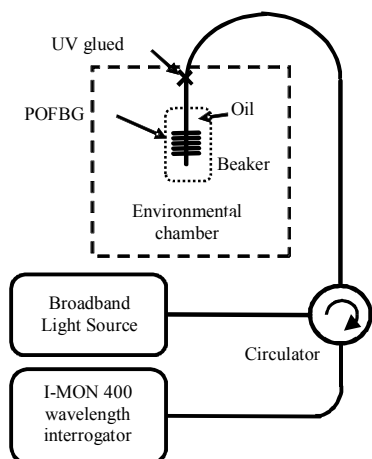 UV glued
POFBG
Oil
Beaker
Environmental
chamber
Broadband
Light Source
Circulator
I-MON 400
wavelength
interrogator